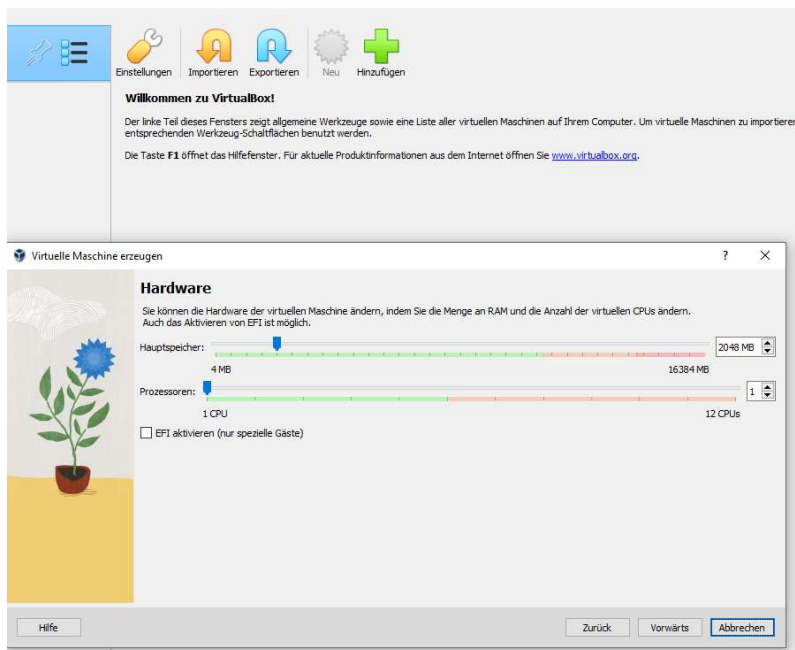 Einstellungen Importieren Exportieren Neu Hinzufügen
Willkommen zu VirtualBox!
Der linke Teil dieses Fensters zeigt allgemeine Werkzeuge sowie eine Liste aller virtuellen Maschinen auf Ihrem Computer. Um virtuelle Maschinen zu importieren
entsprechenden Werkzeug-Schaltflächen benutzt werden.
Die Taste F1 öffnet das Hilfefenster. Für aktuelle Produktinformationen aus dem Internet öffnen Sie www.virtualbox.org.
Virtuelle Maschine erzeugen ? X
Hardware
Sie können die Hardware der virtuellen Maschine ändern, indem Sie die Menge an RAM und die Anzahl der virtuellen CPUs ändern.
Auch das Aktivieren von EFI ist möglich.
Hauptspeicher: 2048 MB
4 MB 16384 MB
Prozessoren: 1
1 CPU 12 CPUs
EFI aktivieren (nur spezielle Gäste)
Hilfe Zurück Vorwärts Abbrechen